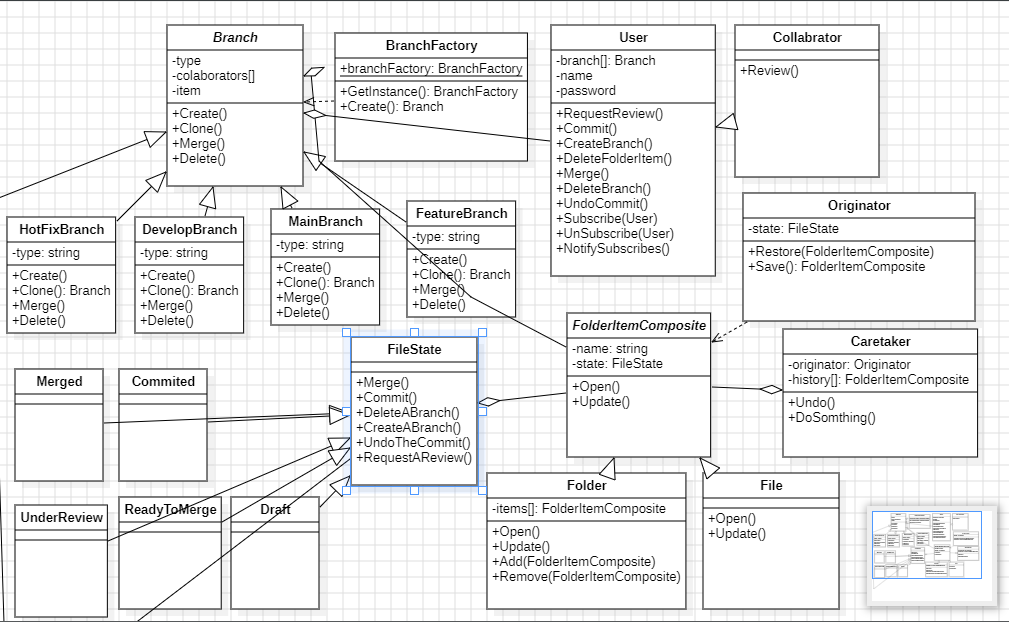 Branch
-type
-colaborators[]
-item
+Create()
+Clone()
+Merge()
+Delete()
BranchFactory
+branchFactory: BranchFactory
+GetInstance(): BranchFactory
+Create(): Branch
User
-branch[]: Branch
-name
-password
+RequestReview()
+Commit()
+CreateBranch()
+DeleteFolderItem()
+Merge()
+DeleteBranch()
+UndoCommit()
+Subscribe(User)
+UnSubscribe(User)
+NotifySubscribes()
Collabrator
+Review()
HotFixBranch
-type: string
+Create()
+Clone(): Branch
+Merge()
+Delete()
DevelopBranch
-type: string
+Create()
+Clone(): Branch
+Merge()
+Delete()
MainBranch
-type: string
+Create()
+Clone(): Branch
+Merge()
+Delete()
FeatureBranch
-type: string
+Create()
+Clone(): Branch
+Merge()
+Delete()
Originator
-state: FileState
+Restore(FolderItemComposite)
+Save(): FolderItemComposite
FolderItemComposite
-name: string
-state: FileState
+Open()
+Update()
Caretaker
-originator: Originator
-history[]: FolderItemComposite
+Undo()
+DoSomthing()
FileState
+Merge()
+Commit()
+DeleteABranch()
+CreateABranch()
+UndoTheCommit()
+RequestAReview()
Merged
Commited
UnderReview
ReadyToMerge
Draft
Folder
-items[]: FolderItemComposite
+Open()
+Update()
+Add(FolderItemComposite)
+Remove(FolderItemComposite)
File
+Open()
+Update()